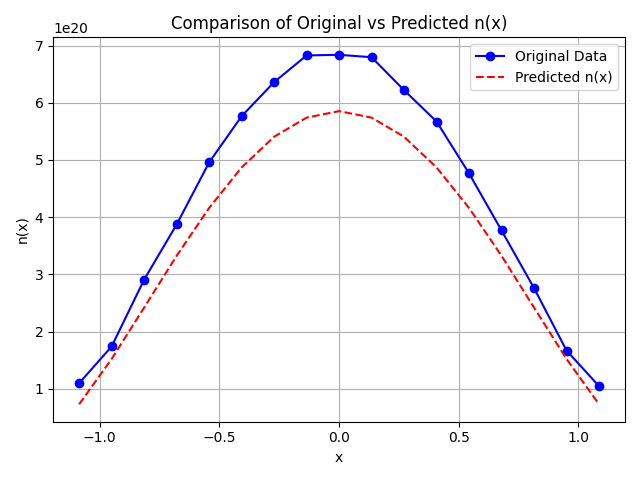 Comparison of Original vs Predicted n(x)
1e20
Original Data
Predicted n(x)
7
6
5
4
3
2
1
n(x)
−1.0
−0.5
0.0
0.5
1.0
x